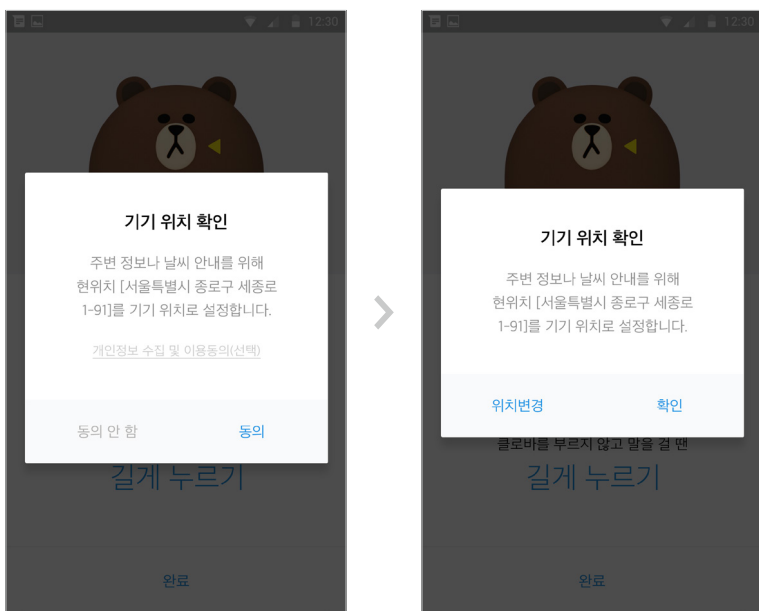 12:30
기기 위치 확인
주변 정보나 날씨 안내를 위해
현위치 [서울특별시 종로구 세종로
1-91]를 기기 위치로 설정합니다.
개인정보 수집 및 이용동의(선택)
동의 안 함
동의
길게 누르기
완료
12:30
기기 위치 확인
주변 정보나 날씨 안내를 위해
현위치 [서울특별시 종로구 세종로
1-91]를 기기 위치로 설정합니다.
위치변경
확인
클로바를 부르지 않고 말을 걸 땐
길게 누르기
완료